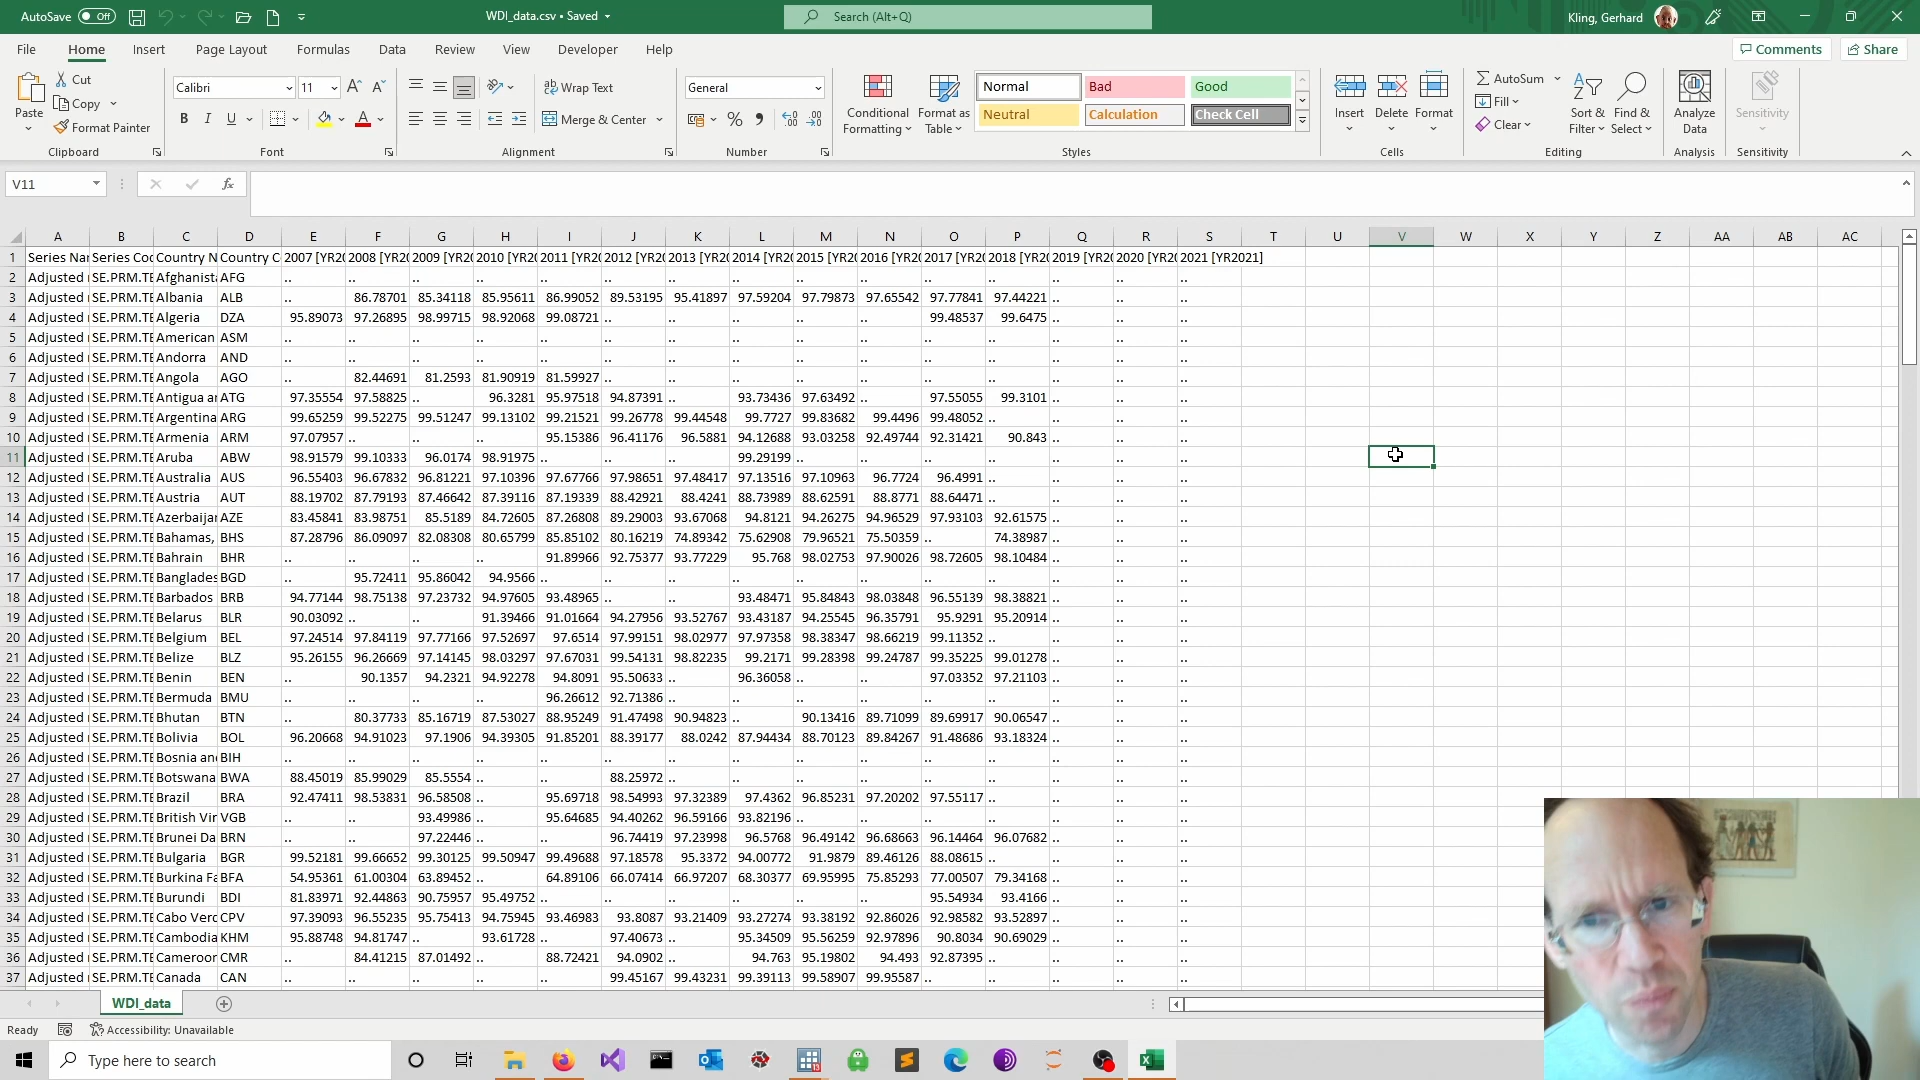 AutoSave Off WDI_data.csv • Saved Search (Alt+Q) Kling, Gerhard
File Home Insert Page Layout Formulas Data Review View Developer Help Comments Share
Paste Cut Copy Format Painter Calibri 11 Wrap Text Merge & Center General Conditional Formatting Format as Table Normal Bad Good Neutral Calculation Check Cell Insert Delete Format AutoSum Fill Clear Sort & Filter Find & Select Analyze Data Sensitivity
Clipboard Font Alignment Number Styles Cells Editing Analysis Sensitivity
V11 fx
A B C D E F G H I J K L M N O P Q R S T U V W X Y Z AA AB AC
1 Series Nar Series Coc Country N Country C 2007 [YR20 2008 [YR20 2009 [YR20 2010 [YR20 2011 [YR20 2012 [YR20 2013 [YR20 2014 [YR20 2015 [YR20 2016 [YR20 2017 [YR20 2018 [YR20 2019 [YR20 2020 [YR20 2021 [YR2021]
2 Adjusted SE.PRM.TE Afghanista AFG .. .. .. .. .. .. .. .. .. .. .. .. .. .. ..
3 Adjusted SE.PRM.TE Albania ALB .. 86.78701 85.34118 85.95611 86.99052 89.53195 95.41897 97.59204 97.79873 97.65542 97.77841 97.44221 .. .. ..
4 Adjusted SE.PRM.TE Algeria DZA 95.89073 97.26895 98.99715 98.92068 99.08721 .. .. .. .. .. 99.48537 99.6475 .. .. ..
5 Adjusted SE.PRM.TE American ASM .. .. .. .. .. .. .. .. .. .. .. .. .. .. ..
6 Adjusted SE.PRM.TE Andorra AND .. .. .. .. .. .. .. .. .. .. .. .. .. .. ..
7 Adjusted SE.PRM.TE Angola AGO .. 82.44691 81.2593 81.90919 81.59927 .. .. .. .. .. .. .. .. .. ..
8 Adjusted SE.PRM.TE Antigua ar ATG 97.35554 97.58825 .. 96.3281 95.97518 94.87391 .. 93.73436 97.63492 .. 97.55055 99.3101 .. .. ..
9 Adjusted SE.PRM.TE Argentina ARG 99.65259 99.52275 99.51247 99.13102 99.21521 99.26778 99.44548 99.7727 99.83682 99.4496 99.48052 .. .. .. ..
10 Adjusted SE.PRM.TE Armenia ARM 97.07957 .. .. .. 95.15386 96.41176 96.5881 94.12688 93.03258 92.49744 92.31421 90.843 .. .. ..
11 Adjusted SE.PRM.TE Aruba ABW 98.91579 99.10333 96.0174 98.91975 .. .. .. 99.29199 .. .. .. .. .. .. ..
12 Adjusted SE.PRM.TE Australia AUS 96.55403 96.67832 96.81221 97.10396 97.67766 97.98651 97.48417 97.13516 97.10963 96.7724 96.4991 .. .. .. ..
13 Adjusted SE.PRM.TE Austria AUT 88.19702 87.79193 87.46642 87.39116 87.19339 88.42921 88.4241 88.73989 88.62591 88.8771 88.64471 .. .. .. ..
14 Adjusted SE.PRM.TE Azerbaijar AZE 83.45841 83.98751 85.5189 84.72605 87.26808 89.29003 93.67068 94.8121 94.26275 94.96529 97.93103 92.61575 .. .. ..
15 Adjusted SE.PRM.TE Bahamas, BHS 87.28796 86.09097 82.08308 80.65799 85.85102 80.16219 74.89342 75.62908 79.96521 75.50359 .. 74.38987 .. .. ..
16 Adjusted SE.PRM.TE Bahrain BHR .. .. .. .. 91.89966 92.75377 93.77229 95.768 98.02753 97.90026 98.72605 98.10484 .. .. ..
17 Adjusted SE.PRM.TE Banglades BGD .. 95.72411 95.86042 94.9566 .. .. .. .. .. .. .. .. .. .. ..
18 Adjusted SE.PRM.TE Barbados BRB 94.77144 98.75138 97.23732 94.97605 93.48965 .. .. 93.48471 95.84843 98.03848 96.55139 98.38821 .. .. ..
19 Adjusted SE.PRM.TE Belarus BLR 90.03092 .. .. 91.39466 91.01664 94.27956 93.52767 93.43187 94.25545 96.35791 95.9291 95.20914 .. .. ..
20 Adjusted SE.PRM.TE Belgium BEL 97.24514 97.84119 97.77166 97.52697 97.6514 97.99151 98.02977 97.97358 98.38347 98.66219 99.11352 .. .. .. ..
21 Adjusted SE.PRM.TE Belize BLZ 95.26155 96.26669 97.14145 98.03297 97.67031 99.54131 98.82235 99.2171 99.28398 99.24787 99.35225 99.01278 .. .. ..
22 Adjusted SE.PRM.TE Benin BEN .. 90.1357 94.2321 94.92278 94.8091 95.50633 .. 96.36058 .. .. 97.03352 97.21103 .. .. ..
23 Adjusted SE.PRM.TE Bermuda BMU .. .. .. .. 96.26612 92.71386 .. .. .. .. .. .. .. .. ..
24 Adjusted SE.PRM.TE Bhutan BTN .. 80.37733 85.16719 87.53027 88.95249 91.47498 90.94823 .. 90.13416 89.71099 89.69917 90.06547 .. .. ..
25 Adjusted SE.PRM.TE Bolivia BOL 96.20668 94.91023 97.1906 94.39305 91.85201 88.39177 88.0242 87.94434 88.70123 89.84267 91.48686 93.18324 .. .. ..
26 Adjusted SE.PRM.TE Bosnia an BIH .. .. .. .. .. .. .. .. .. .. .. .. .. .. ..
27 Adjusted SE.PRM.TE Botswana BWA 88.45019 85.99029 85.5554 .. .. 88.25972 .. .. .. .. .. .. .. .. ..
28 Adjusted SE.PRM.TE Brazil BRA 92.47411 98.53831 96.58508 .. 95.69718 98.54993 97.32389 97.4362 96.85231 97.20202 97.55117 .. .. .. ..
29 Adjusted SE.PRM.TE British Vir VGB .. .. 93.49986 .. 95.64685 94.40262 96.59166 93.82196 .. .. .. .. .. .. ..
30 Adjusted SE.PRM.TE Brunei Da BRN .. .. 97.22446 .. .. 96.74419 97.23998 96.5768 96.49142 96.68663 96.14464 96.07682 .. .. ..
31 Adjusted SE.PRM.TE Bulgaria BGR 99.52181 99.66652 99.30125 99.50947 99.49688 97.18578 95.3372 94.00772 91.9879 89.46126 88.08615 .. .. .. ..
32 Adjusted SE.PRM.TE Burkina Fa BFA 54.95361 61.00304 63.89452 .. 64.89106 66.07414 66.97207 68.30377 69.95995 75.85293 77.00507 79.34168 .. .. ..
33 Adjusted SE.PRM.TE Burundi BDI 81.83971 92.44863 90.75957 95.49752 .. .. .. .. .. .. 95.54934 93.4166 .. .. ..
34 Adjusted SE.PRM.TE Cabo Verd CPV 97.39093 96.55235 95.75413 94.75945 93.46983 93.8087 93.21409 93.27274 93.38192 92.86026 92.98582 93.52897 .. .. ..
35 Adjusted SE.PRM.TE Cambodia KHM 95.88748 94.81747 .. 93.61728 .. 97.40673 .. 95.34509 95.56259 92.97896 90.8034 90.69029 .. .. ..
36 Adjusted SE.PRM.TE Cameroor CMR .. 84.41215 87.01492 .. 88.72421 94.0902 .. 94.763 95.19802 94.493 92.87395 .. .. .. ..
37 Adjusted SE.PRM.TE Canada CAN .. .. .. .. .. 99.45167 99.43231 99.39113 99.58907 99.95587 .. .. .. .. ..
WDI_data
Ready Accessibility: Unavailable
Type here to search